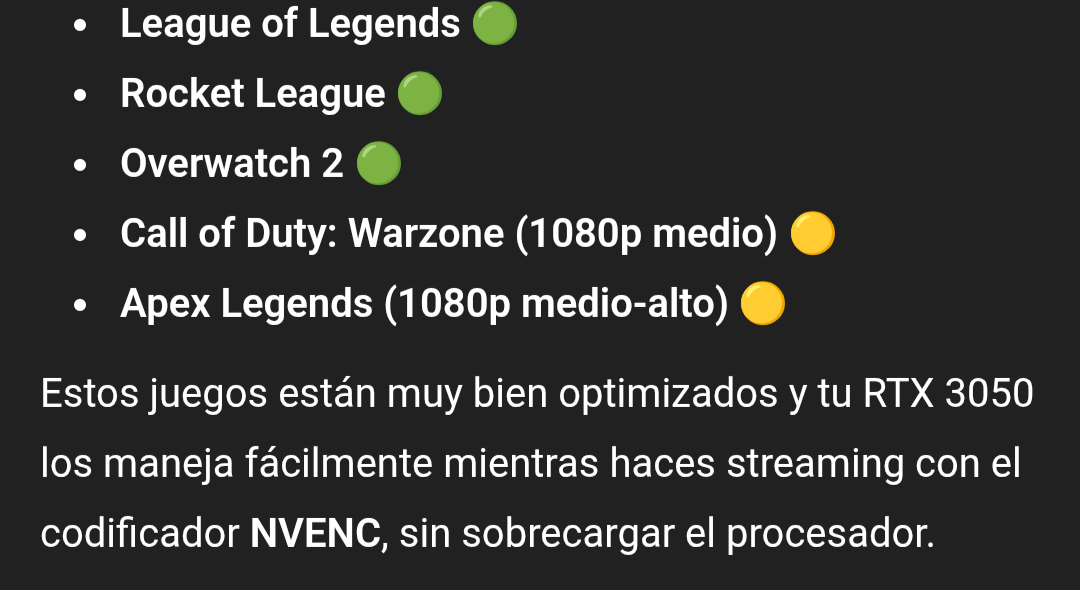 • League of Legends 🟢
• Rocket League 🟢
• Overwatch 2 🟢
• Call of Duty: Warzone (1080p medio) 🟡
• Apex Legends (1080p medio-alto) 🟡
Estos juegos están muy bien optimizados y tu RTX 3050
los maneja fácilmente mientras haces streaming con el
codificador NVENC, sin sobrecargar el procesador.